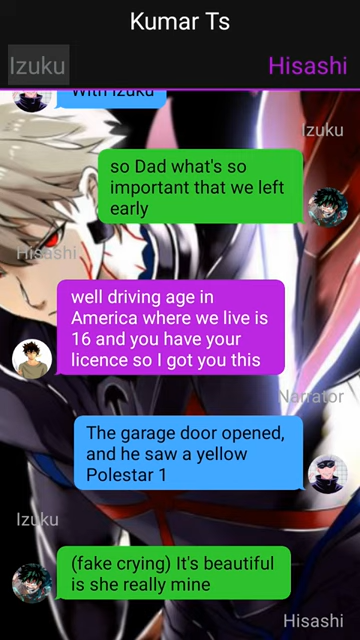 Kumar Ts
Izuku
Hisashi
With Izuku
Izuku
so Dad what's so
important that we left
early
Hisashi
well driving age in
America where we live is
16 and you have your
licence so I got you this
Narrator
The garage door opened,
and he saw a yellow
Polestar 1
Izuku
(fake crying) It's beautiful
is she really mine
Hisashi